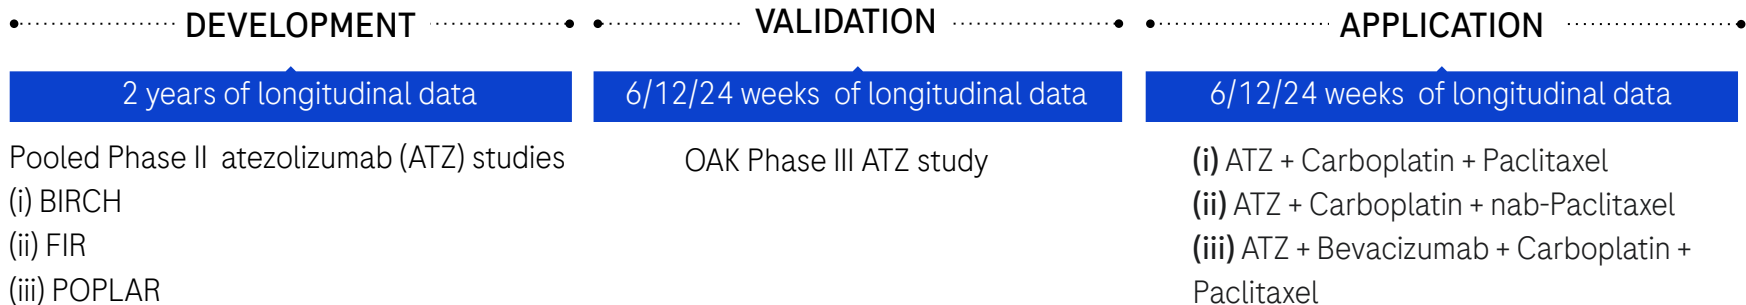 DEVELOPMENT
2 years of longitudinal data
Pooled Phase II atezolizumab (ATZ) studies
(i) BIRCH
(ii) FIR
(iii) POPLAR
VALIDATION
6/12/24 weeks of longitudinal data
OAK Phase III ATZ study
APPLICATION
6/12/24 weeks of longitudinal data
(i) ATZ + Carboplatin + Paclitaxel
(ii) ATZ + Carboplatin + nab-Paclitaxel
(iii) ATZ + Bevacizumab + Carboplatin +
Paclitaxel